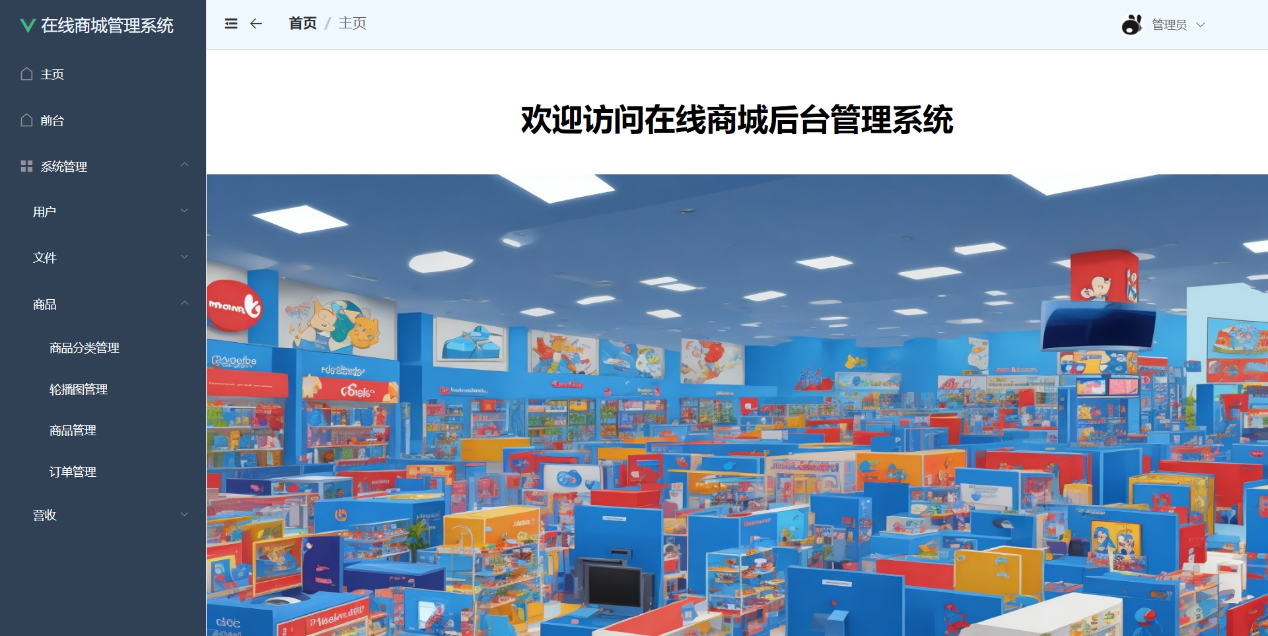 在线商城管理系统
首页 / 主页
管理员
主页
前台
系统管理
用户
文件
商品
商品分类管理
轮播图管理
商品管理
订单管理
营收
欢迎访问在线商城后台管理系统